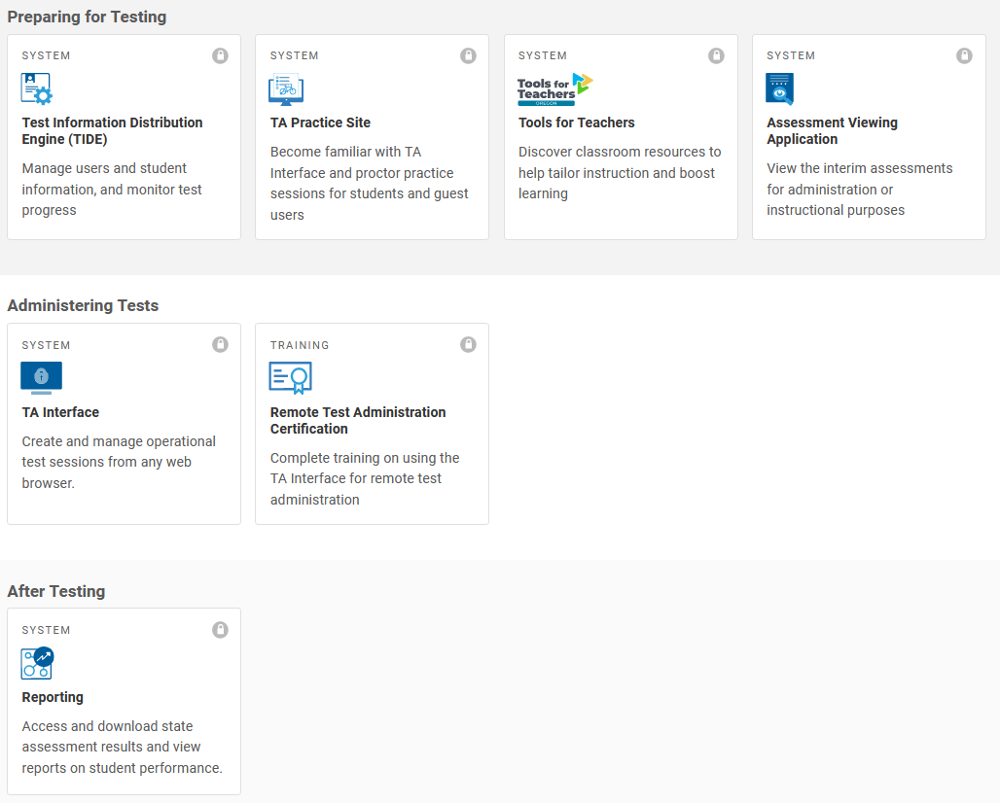 Preparing for Testing
SYSTEM
Test Information Distribution
Engine (TIDE)
Manage users and student
information, and monitor test
progress
SYSTEM
TA Practice Site
Become familiar with TA
Interface and proctor practice
sessions for students and guest
users
SYSTEM
Tools for
Teachers
OREGON
Tools for Teachers
Discover classroom resources to
help tailor instruction and boost
learning
SYSTEM
Assessment Viewing
Application
View the interim assessments
for administration or
instructional purposes
Administering Tests
SYSTEM
TA Interface
Create and manage operational
test sessions from any web
browser.
TRAINING
Remote Test Administration
Certification
Complete training on using the
TA Interface for remote test
administration
After Testing
SYSTEM
Reporting
Access and download state
assessment results and view
reports on student performance.